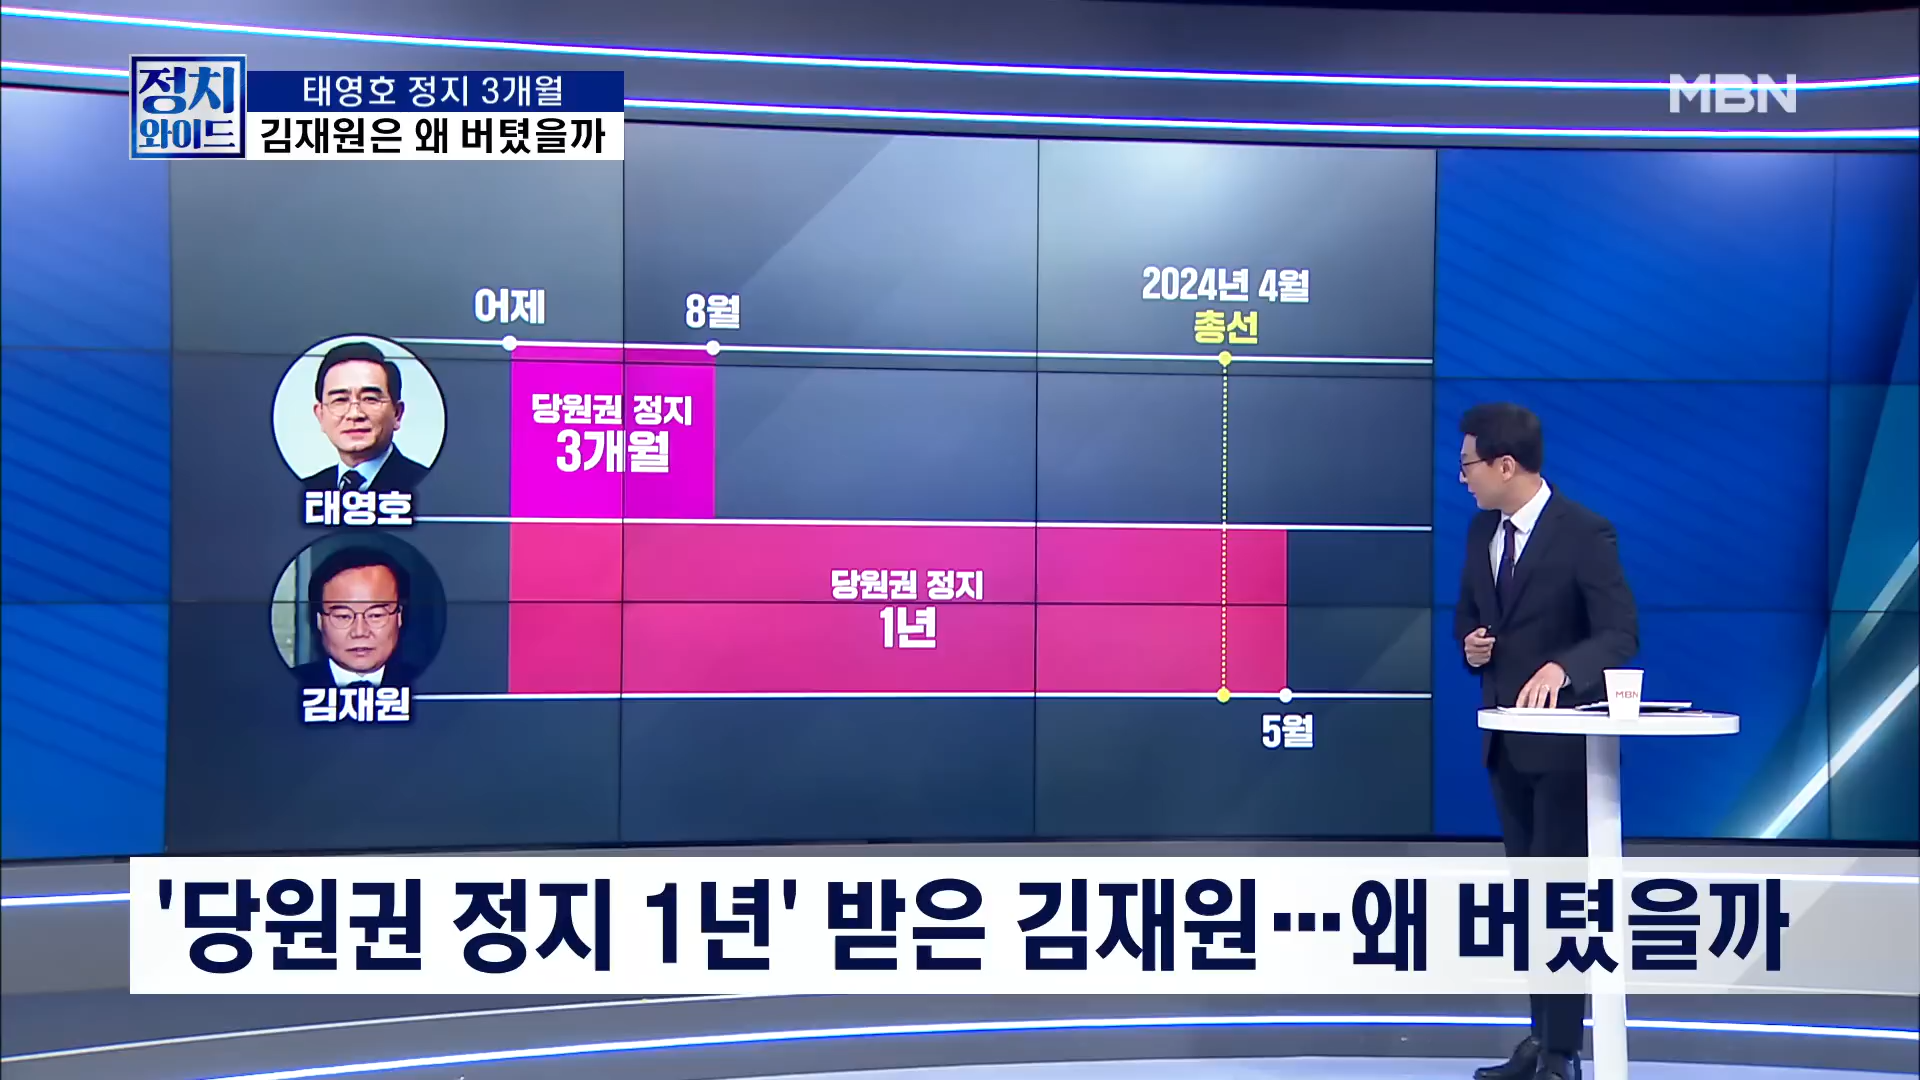 정치
와이드
태영호 정지 3개월
김재원은 왜 버텼을까
MBN
어제
8월
2024년 4월
총선
당원권 정지
3개월
태영호
당원권 정지
1년
김재원
5월
MBN
'당원권 정지 1년' 받은 김재원…왜 버텼을까